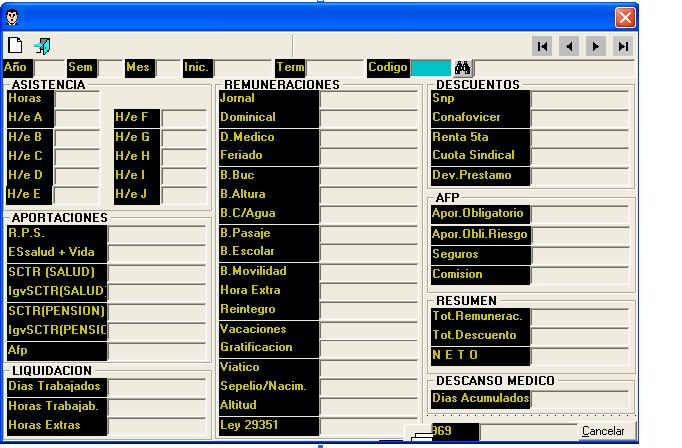 Año Sem Mes Inic. Term Codigo
ASISTENCIA
Horas
H/e A H/e F
H/e B H/e G
H/e C H/e H
H/e D H/e I
H/e E H/e J
APORTACIONES
R.P.S.
ESsalud + Vida
SCTR (SALUD)
IgvSCTR(SALUD)
SCTR(PENSION)
IgvSCTR(PENSIC
Afp
LIQUIDACION
Dias Trabajados
Horas Trabajab.
Horas Extras
REMUNERACIONES
Jornal
Dominical
D.Medico
Feriado
B.Buc
B.Altura
B.C/Agua
B.Pasaje
B.Escolar
B.Movilidad
Hora Extra
Reintegro
Vacaciones
Gratificacion
Viatico
Sepelio/Nacim.
Altitud
Ley 29351
DESCUENTOS
Snp
Conafovicer
Renta 5ta
Cuota Sindical
Dev.Prestamo
AFP
Apor.Obligatorio
Apor.Obli.Riesgo
Seguros
Comision
RESUMEN
Tot.Remunerac.
Tot.Descuento
N E T O
DESCANSO MEDICO
Dias Acumulados
969 Cancelar